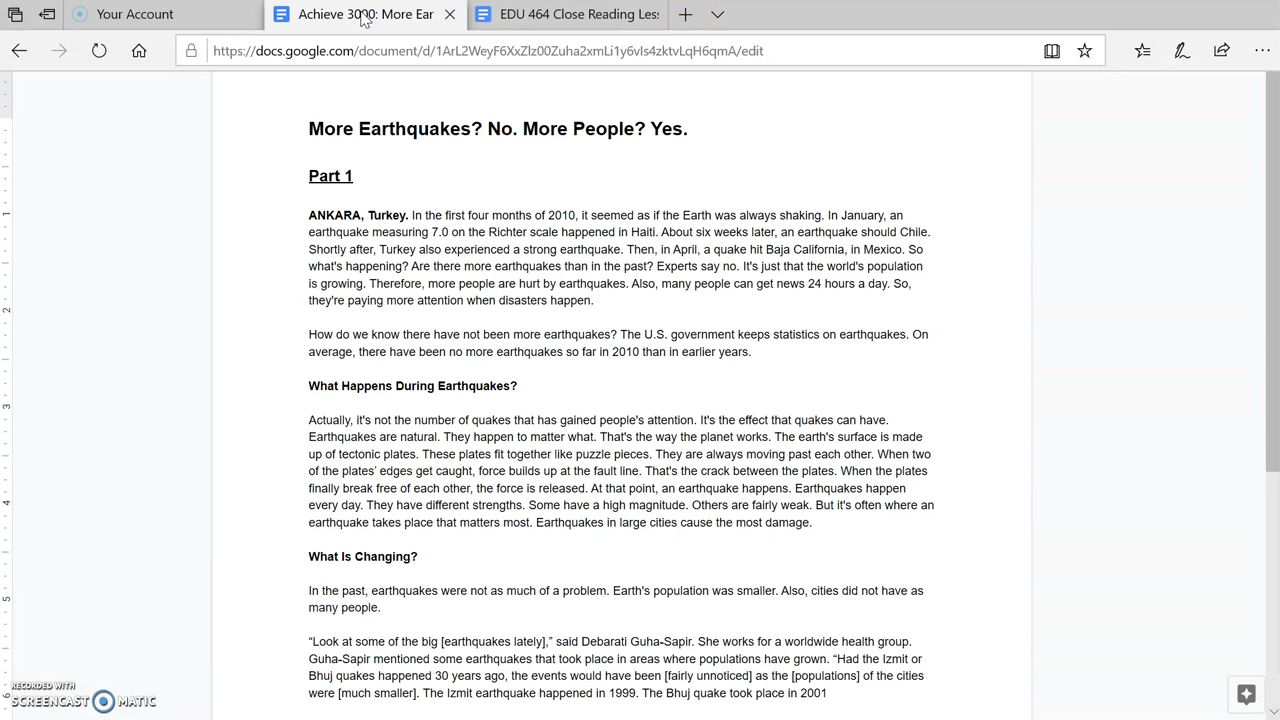 Your Account
Achieve 3000: More Ear
EDU 464 Close Reading Less
https://docs.google.com/document/d/1ArL2WeyF6XxZlz00Zuha2xmLi1y6vIs4zktvLqH6qmA/edit
More Earthquakes? No. More People? Yes.
Part 1
ANKARA, Turkey. In the first four months of 2010, it seemed as if the Earth was always shaking. In January, an
earthquake measuring 7.0 on the Richter scale happened in Haiti. About six weeks later, an earthquake should Chile.
Shortly after, Turkey also experienced a strong earthquake. Then, in April, a quake hit Baja California, in Mexico. So
what's happening? Are there more earthquakes than in the past? Experts say no. It's just that the world's population
is growing. Therefore, more people are hurt by earthquakes. Also, many people can get news 24 hours a day. So,
they're paying more attention when disasters happen.
How do we know there have not been more earthquakes? The U.S. government keeps statistics on earthquakes. On
average, there have been no more earthquakes so far in 2010 than in earlier years.
What Happens During Earthquakes?
Actually, it's not the number of quakes that has gained people's attention. It's the effect that quakes can have.
Earthquakes are natural. They happen to matter what. That's the way the planet works. The earth's surface is made
up of tectonic plates. These plates fit together like puzzle pieces. They are always moving past each other. When two
of the plates' edges get caught, force builds up at the fault line. That's the crack between the plates. When the plates
finally break free of each other, the force is released. At that point, an earthquake happens. Earthquakes happen
every day. They have different strengths. Some have a high magnitude. Others are fairly weak. But it's often where an
earthquake takes place that matters most. Earthquakes in large cities cause the most damage.
What Is Changing?
In the past, earthquakes were not as much of a problem. Earth's population was smaller. Also, cities did not have as
many people.
“Look at some of the big [earthquakes lately],” said Debarati Guha-Sapir. She works for a worldwide health group.
Guha-Sapir mentioned some earthquakes that took place in areas where populations have grown. “Had the Izmit or
Bhuj quakes happened 30 years ago, the events would have been [fairly unnoticed] as the [populations] of the cities
were [much smaller]. The Izmit earthquake happened in 1999. The Bhuj quake took place in 2001
1
2
3
4
5
6
RECORDED WITH
SCREENCAST MATIC